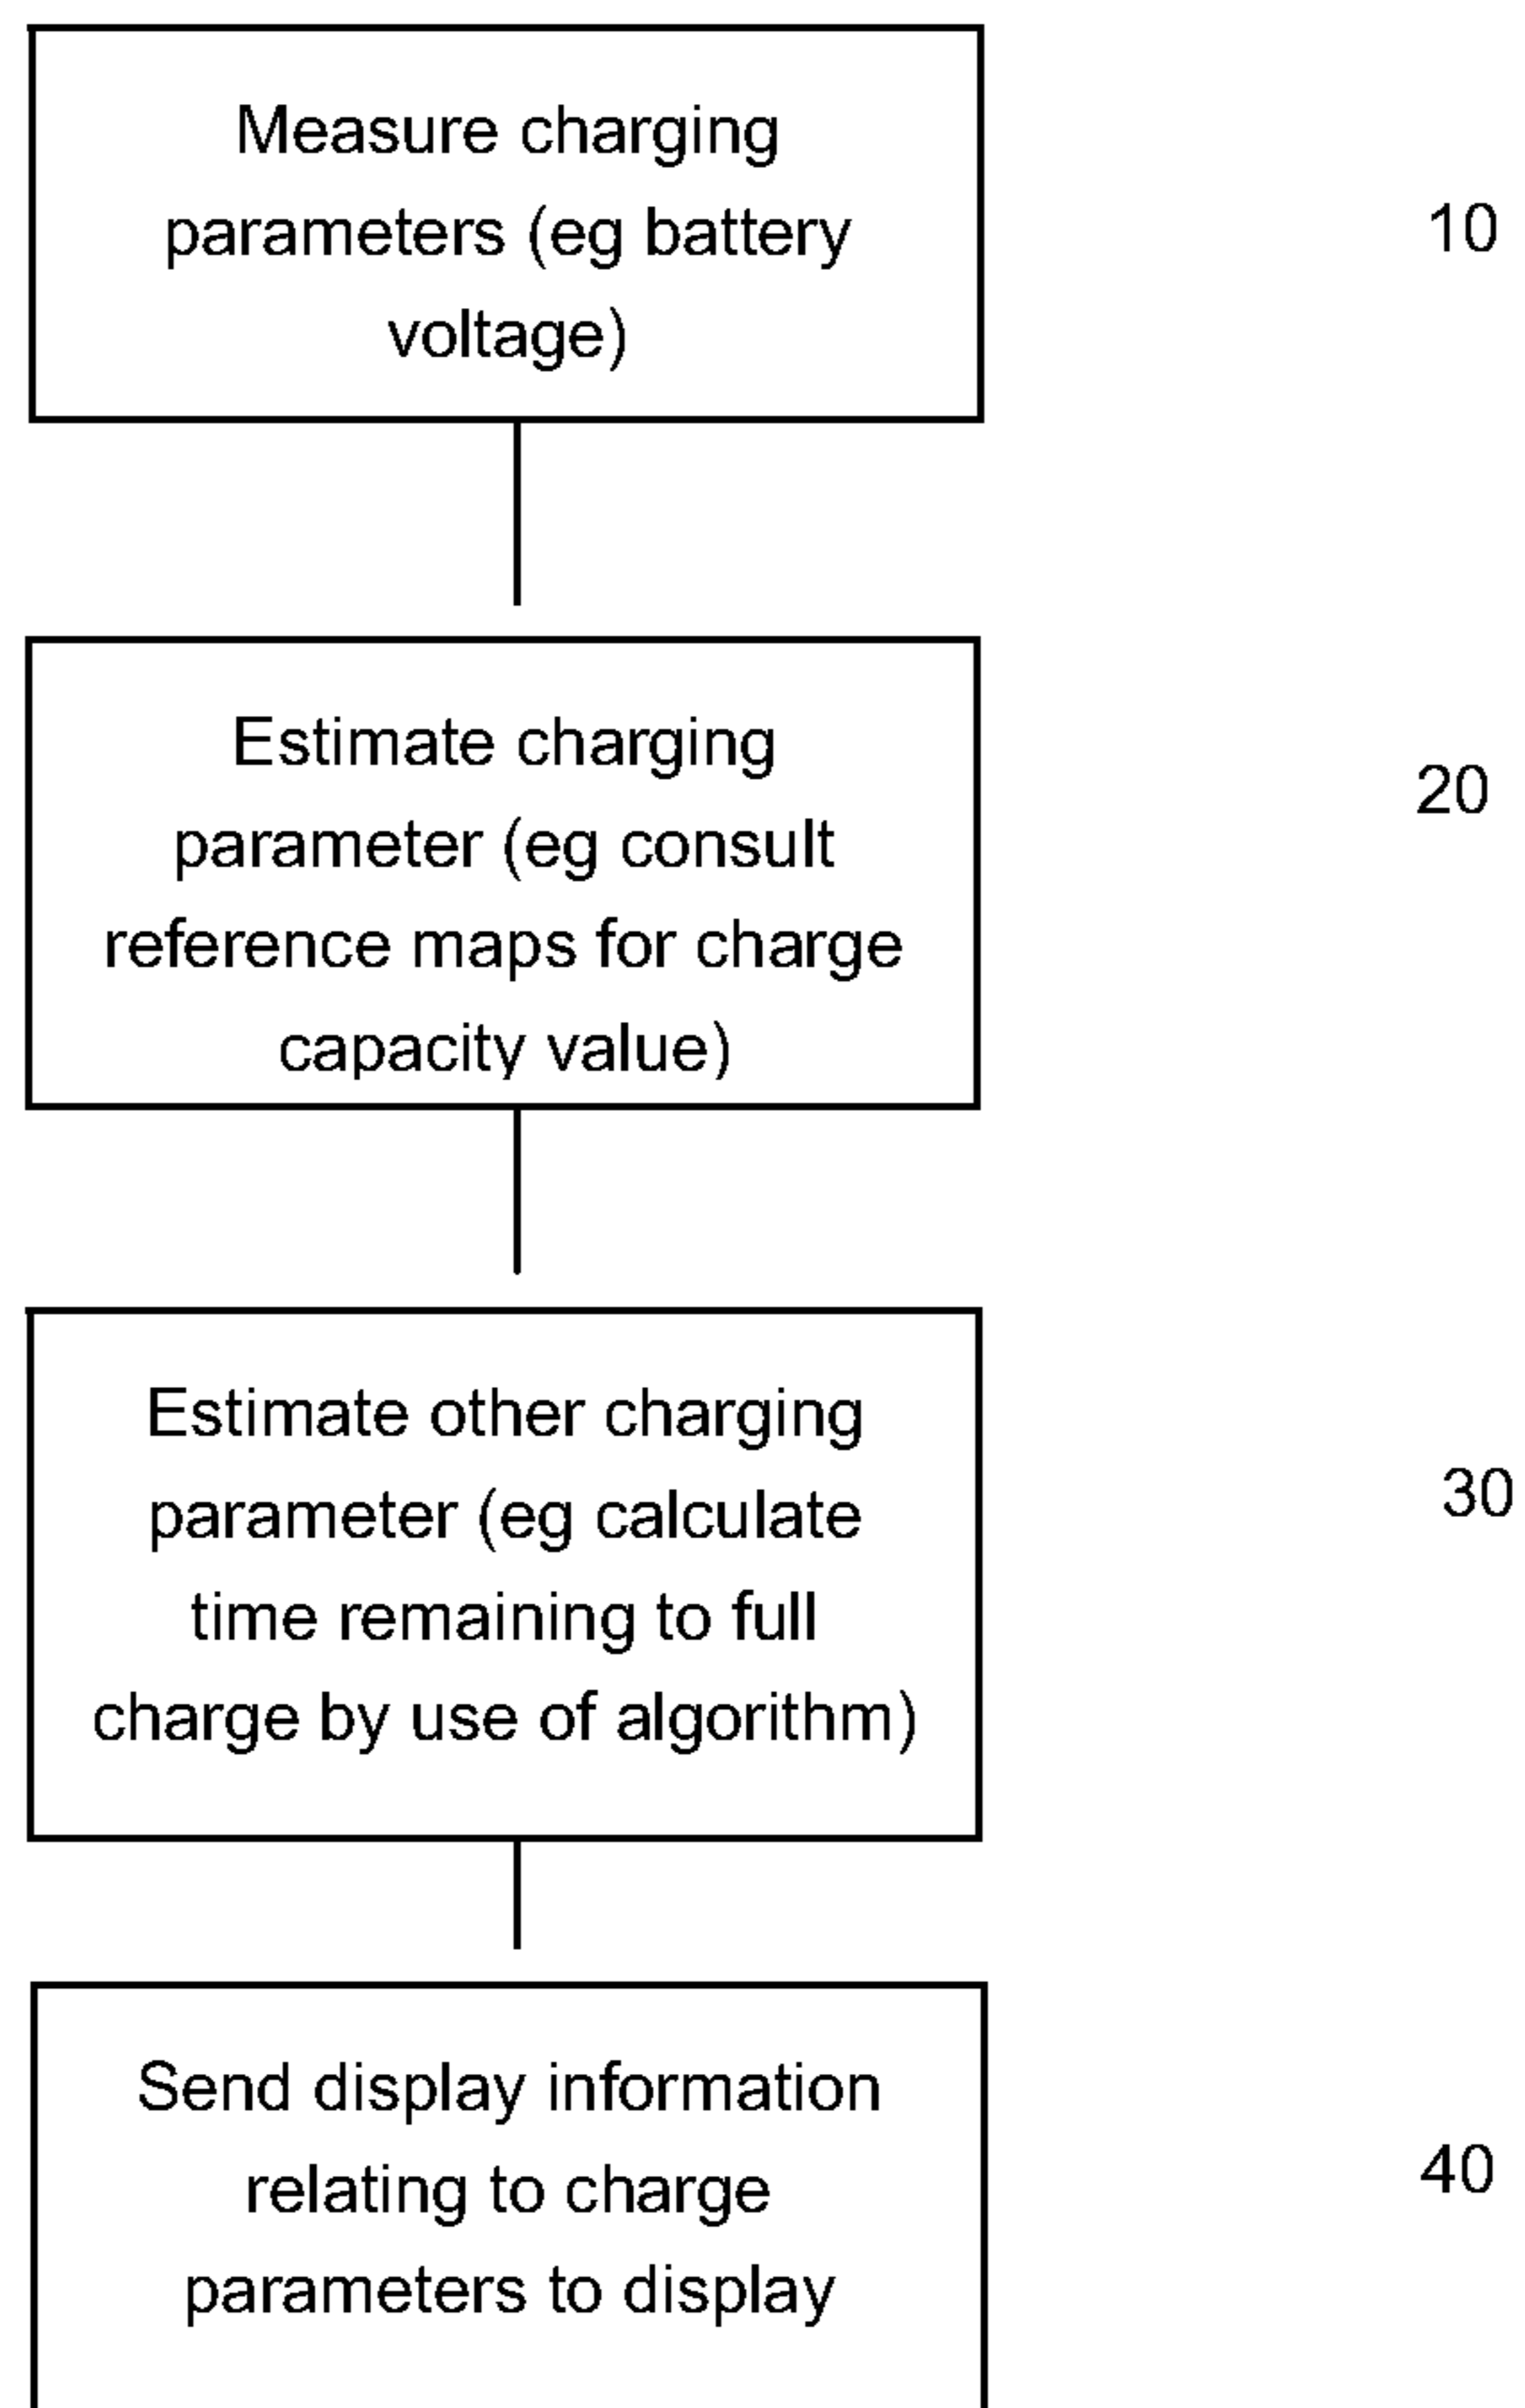 Measure charging
parameters (eg battery
voltage)
10
Estimate charging
parameter (eg consult
reference maps for charge
capacity value)
20
Estimate other charging
parameter (eg calculate
time remaining to full
charge by use of algorithm)
30
Send display information
relating to charge
parameters to display
40